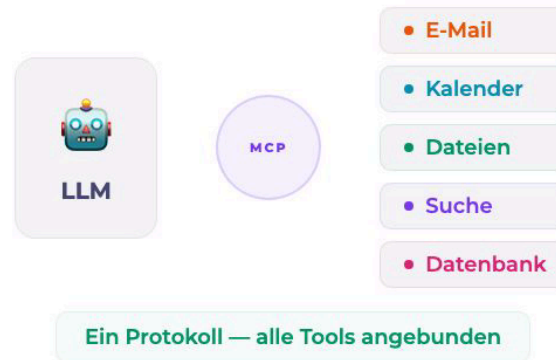 LLM
MCP
E-Mail
Kalender
Dateien
Suche
Datenbank
Ein Protokoll — alle Tools angebunden